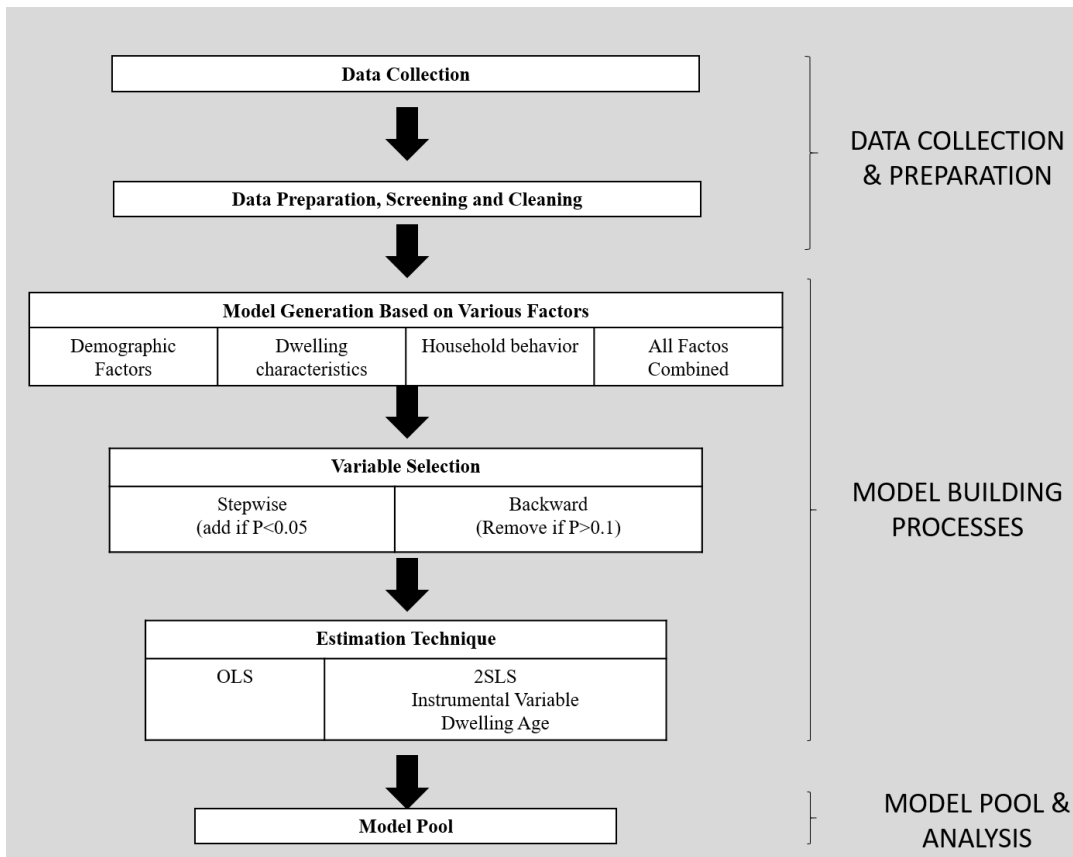 Data Collection
DATA COLLECTION
& PREPARATION
Data Preparation, Screening and Cleaning
Model Generation Based on Various Factors
Demographic
Factors
Dwelling
characteristics
Household behavior
All Factos
Combined
Variable Selection
Stepwise
(add if P<0.05
Backward
(Remove if P>0.1)
MODEL BUILDING
PROCESSES
Estimation Technique
OLS
2SLS
Instrumental Variable
Dwelling Age
Model Pool
MODEL POOL &
ANALYSIS